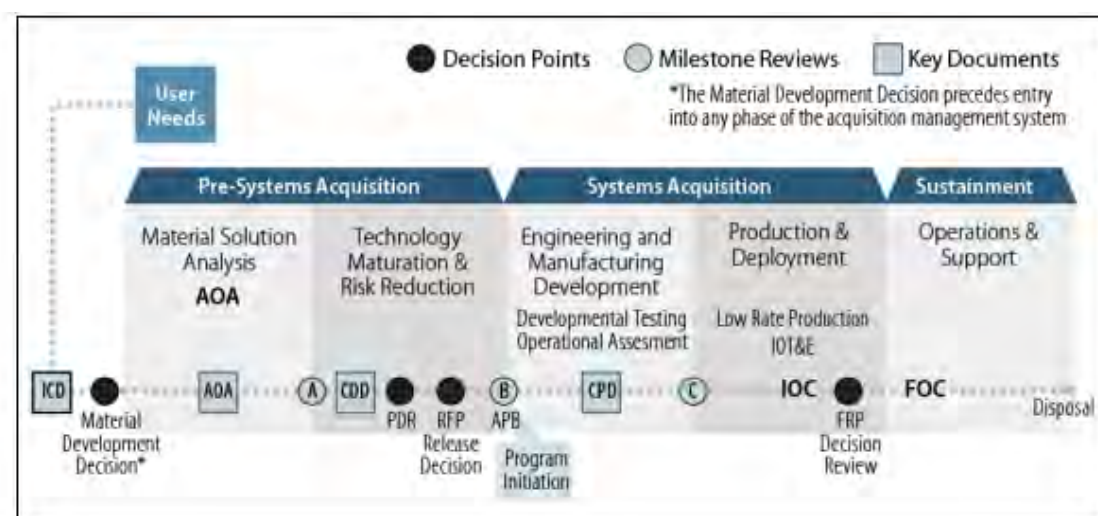 Decision Points
Milestone Reviews
Key Documents
*The Material Development Decision precedes entry
into any phase of the acquisition management system
User
Needs
Pre-Systems Acquisition
Systems Acquisition
Sustainment
Material Solution
Analysis
AOA
Technology
Maturation &
Risk Reduction
Engineering and
Manufacturing
Development
Developmental Testing
Operational Assesment
Production &
Deployment
Low Rate Production
IOT&E
Operations &
Support
ICD
AOA
A
CDD
B
CPD
C
IOC
FOC
Disposal
Material
Development
Decision*
PDR
RFP
Release
Decision
APB
Program
Initiation
FRP
Decision
Review